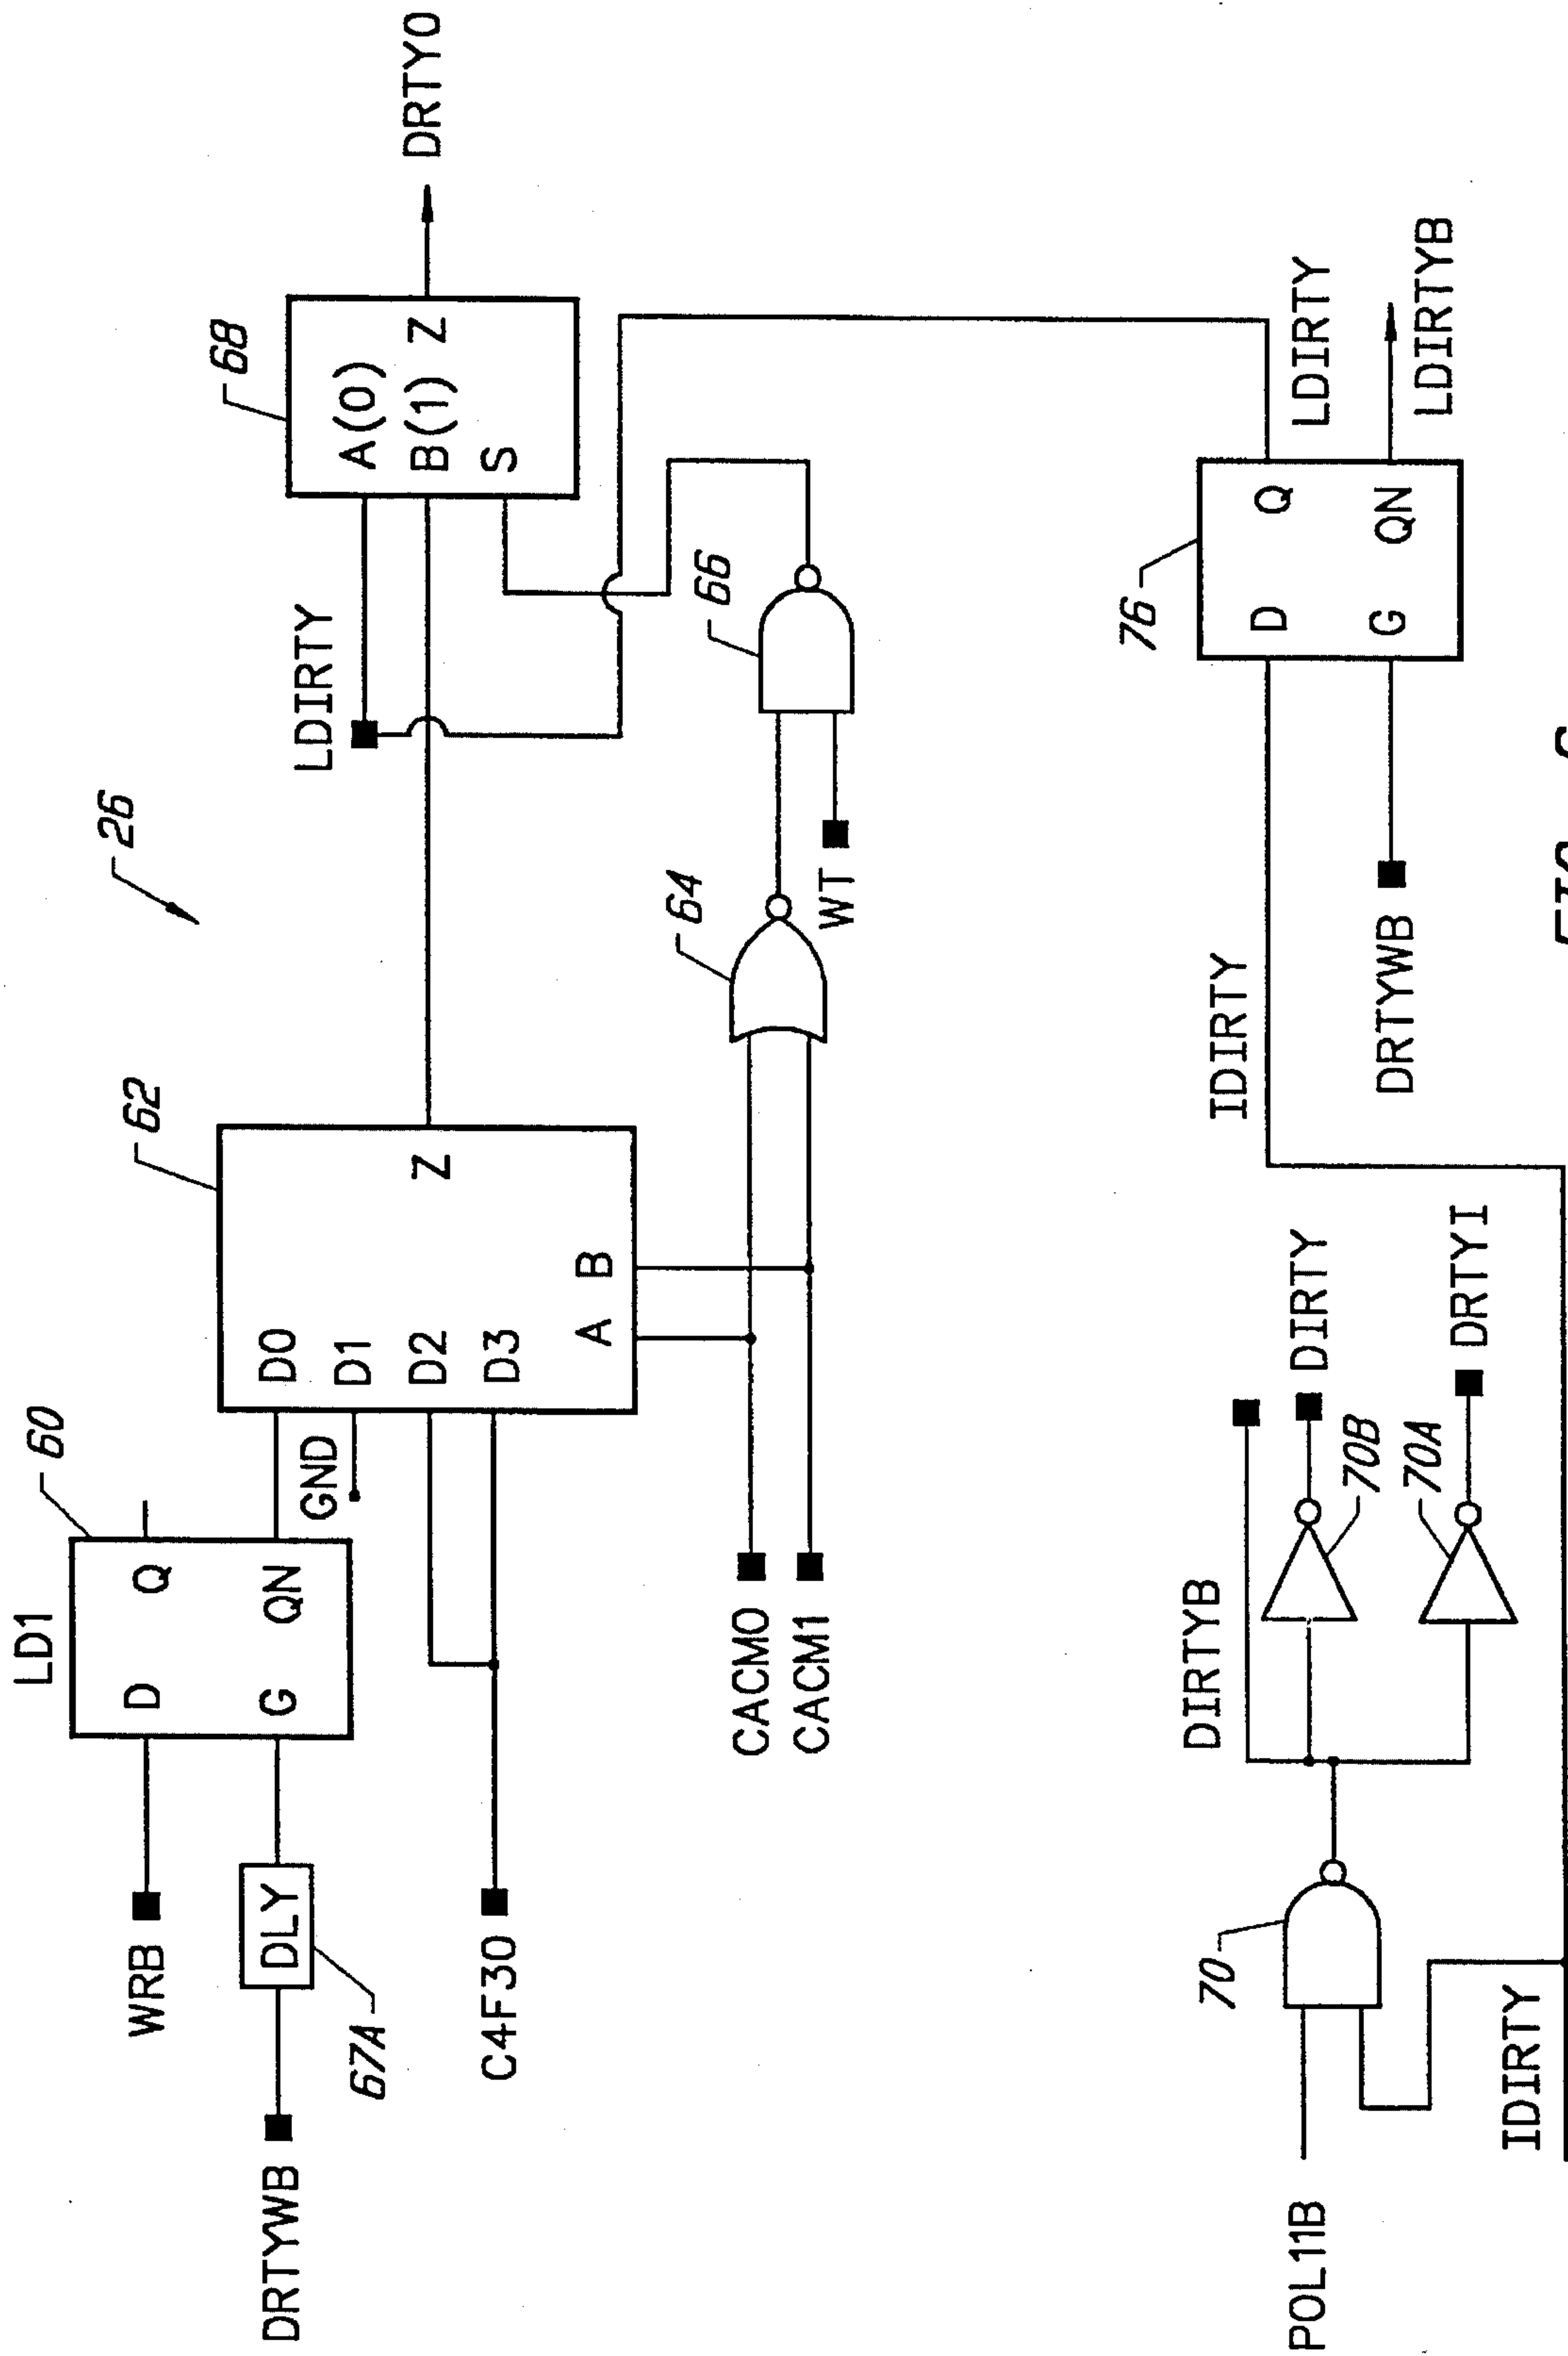 26
LD1
60
WRB
D
Q
DRTYWB
DLY
G
QN
67A
GND
C4F30
62
D0
D1
D2
D3
Z
A
B
CACM0
CACM1
64
WT
66
LDIRTY
68
A(0)
B(1)
Z
S
DRTYO
POL11B
70
IDIRTY
DIRTYB
70B
DIRTY
70A
DRTYI
IDIRTY
DRTYWB
76
D
Q
G
QN
LDIRTY
LDIRTYB